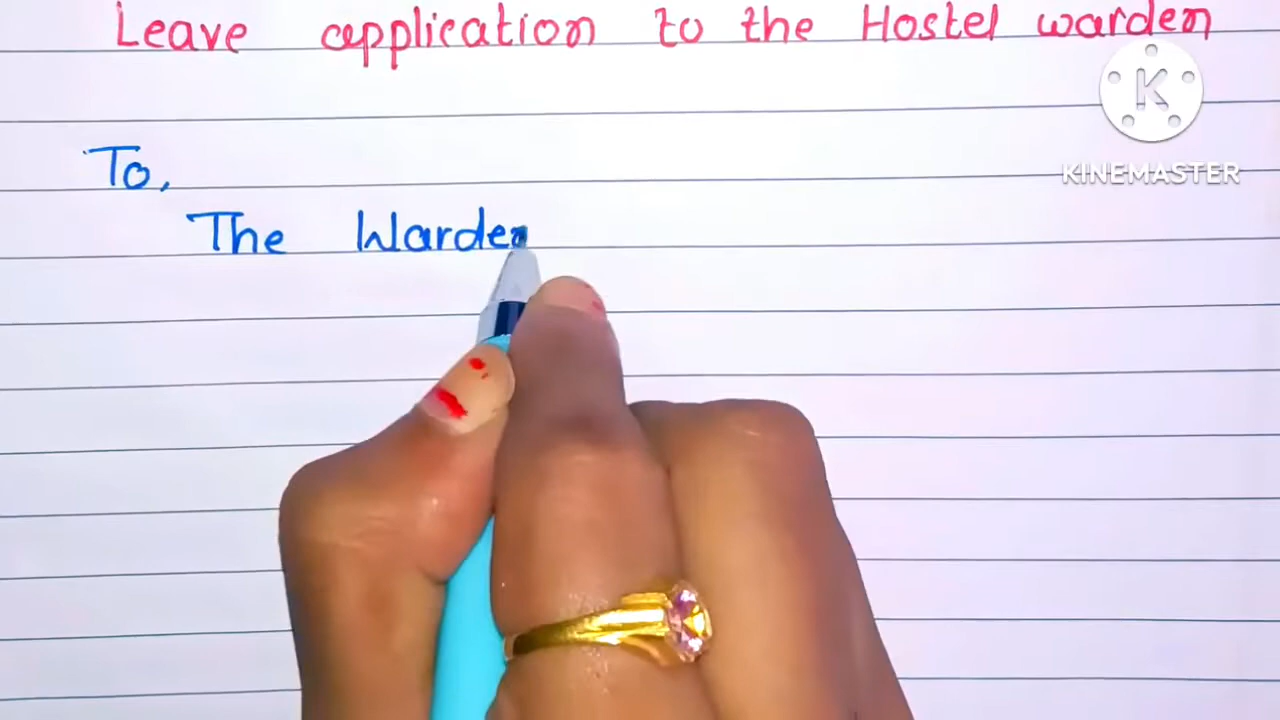 Leave application to the Hostel warden
K
KINEMASTER
To,
The Warden